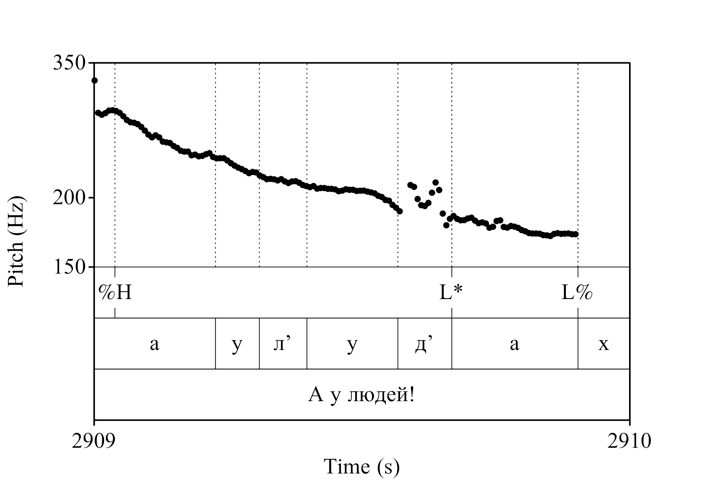 350
200
150
Pitch (Hz)
%H L* L%
а у л’ у д’ а х
А у людей!
2909 2910
Time (s)